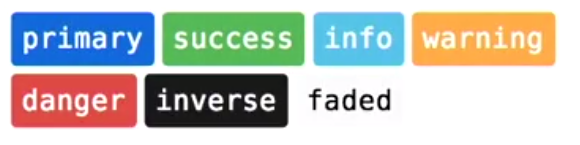 primary success info warning
danger inverse faded